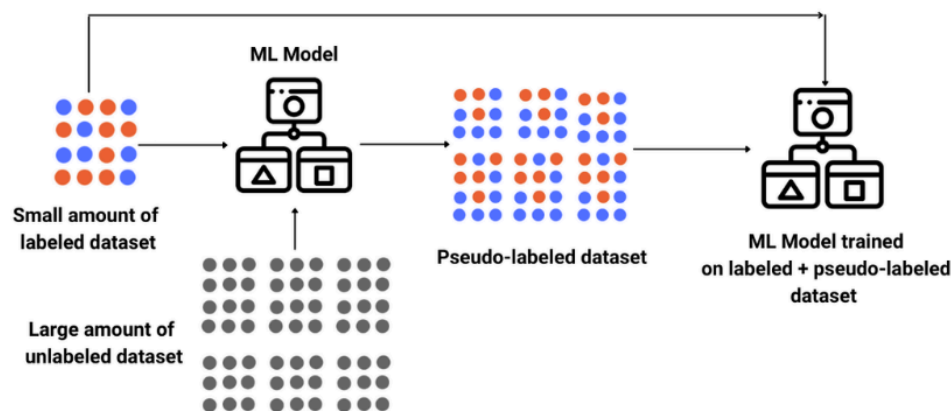 ML Model
Small amount of
labeled dataset
Pseudo-labeled dataset
ML Model trained
on labeled + pseudo-labeled
dataset
Large amount of
unlabeled dataset